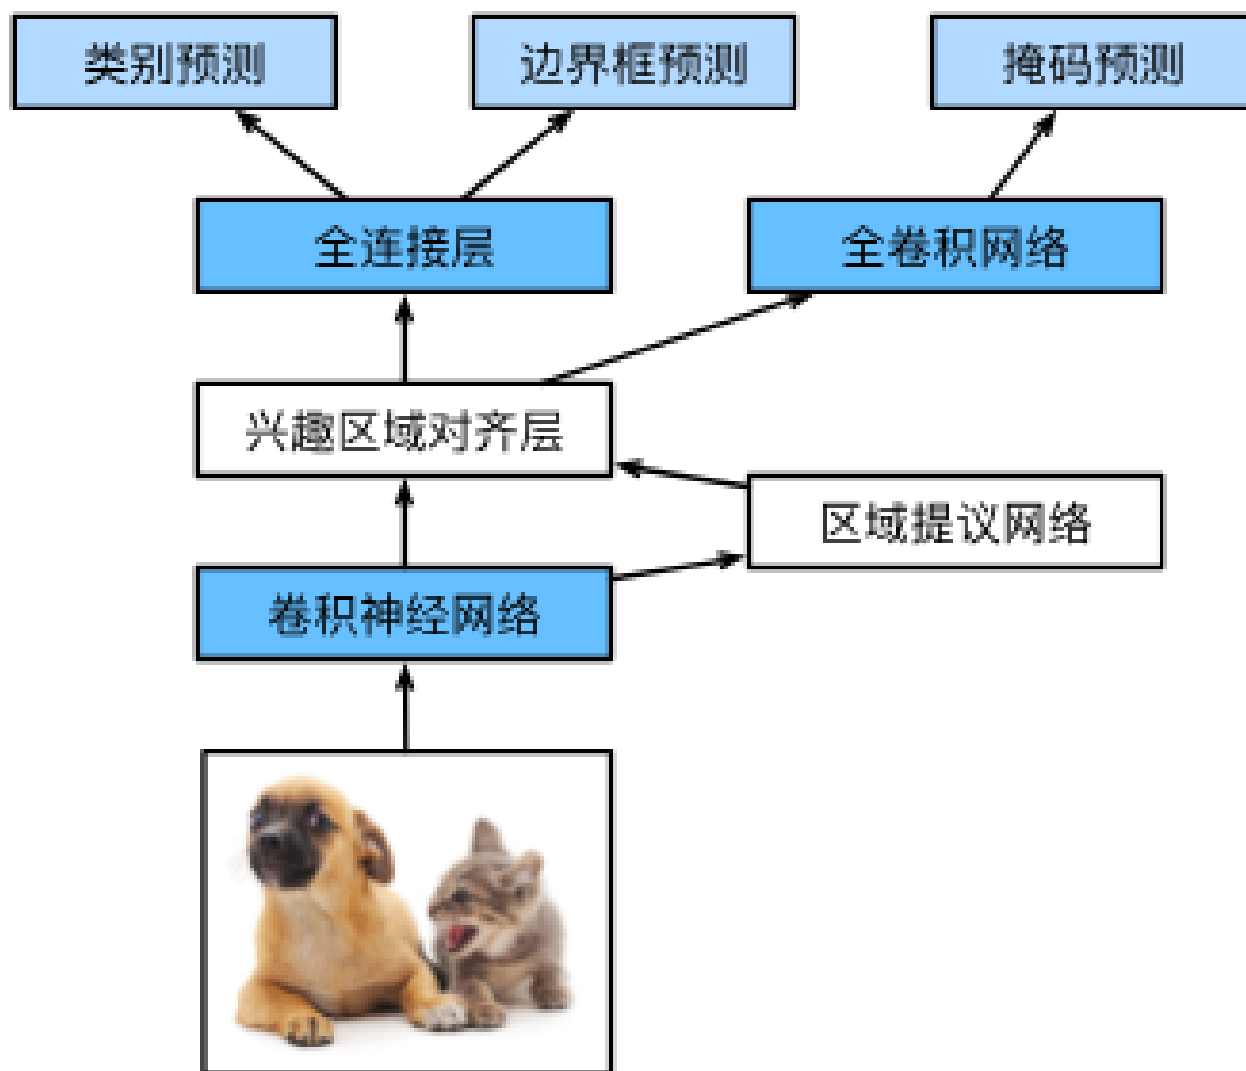 类别预测
边界框预测
掩码预测
全连接层
全卷积网络
兴趣区域对齐层
区域提议网络
卷积神经网络